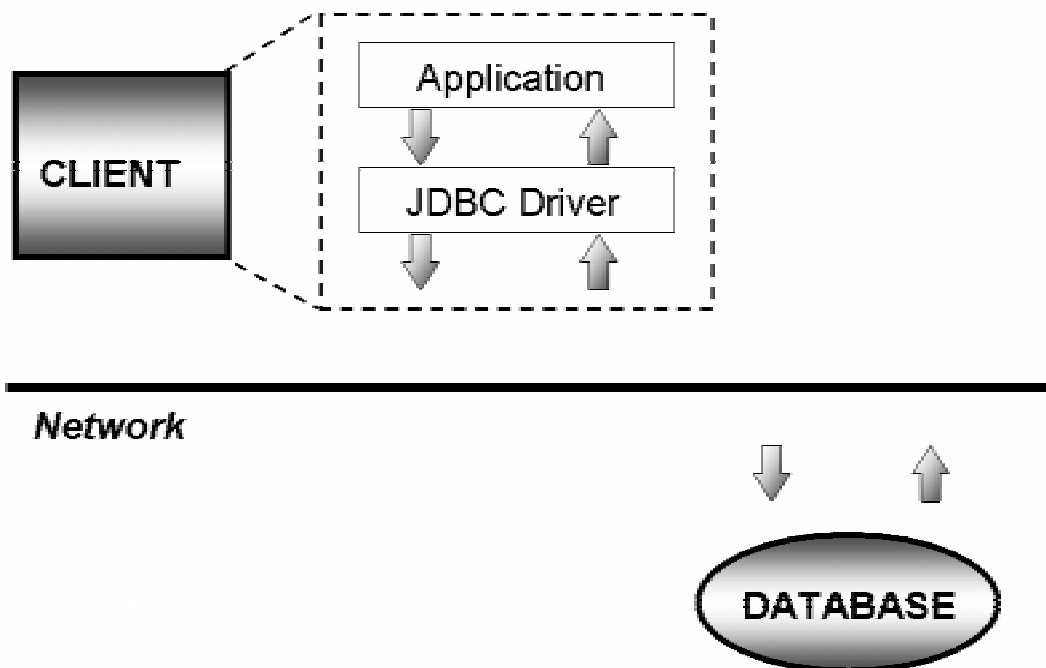 Application
CLIENT
JDBC Driver
Network
DATABASE